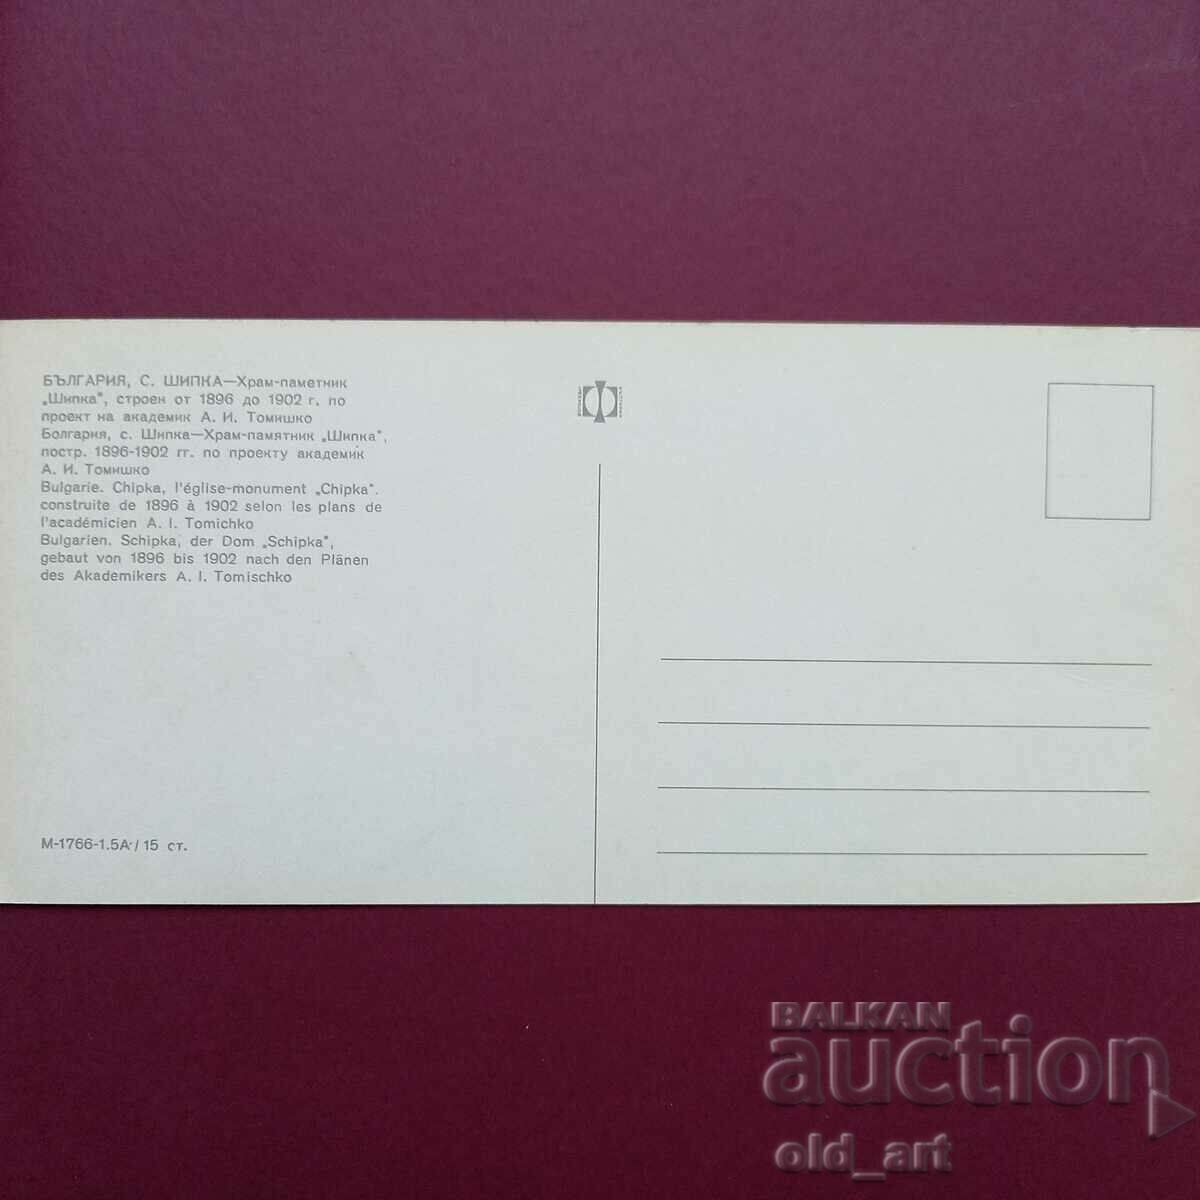 БЪЛГАРИЯ, С. ШИПКА—Храм-паметник
„Шипка", строен от 1896 до 1902 г. по
проект на академик А. И. Томишко
Болгария, с. Шипка—Храм-памятник „Шипка",
постр. 1896-1902 гг. по проекту академик
А. И. Томишко
Bulgarie. Chipka, l'église-monument „Chipka".
construite de 1896 à 1902 selon les plans de
l'académicien A. I. Tomichko
Bulgarien. Schipka, der Dom „Schipka",
gebaut von 1896 bis 1902 nach den Plänen
des Akademikers A. I. Tomischko
М-1766-1.5А/15 ст.
BALKAN
auction
old_art